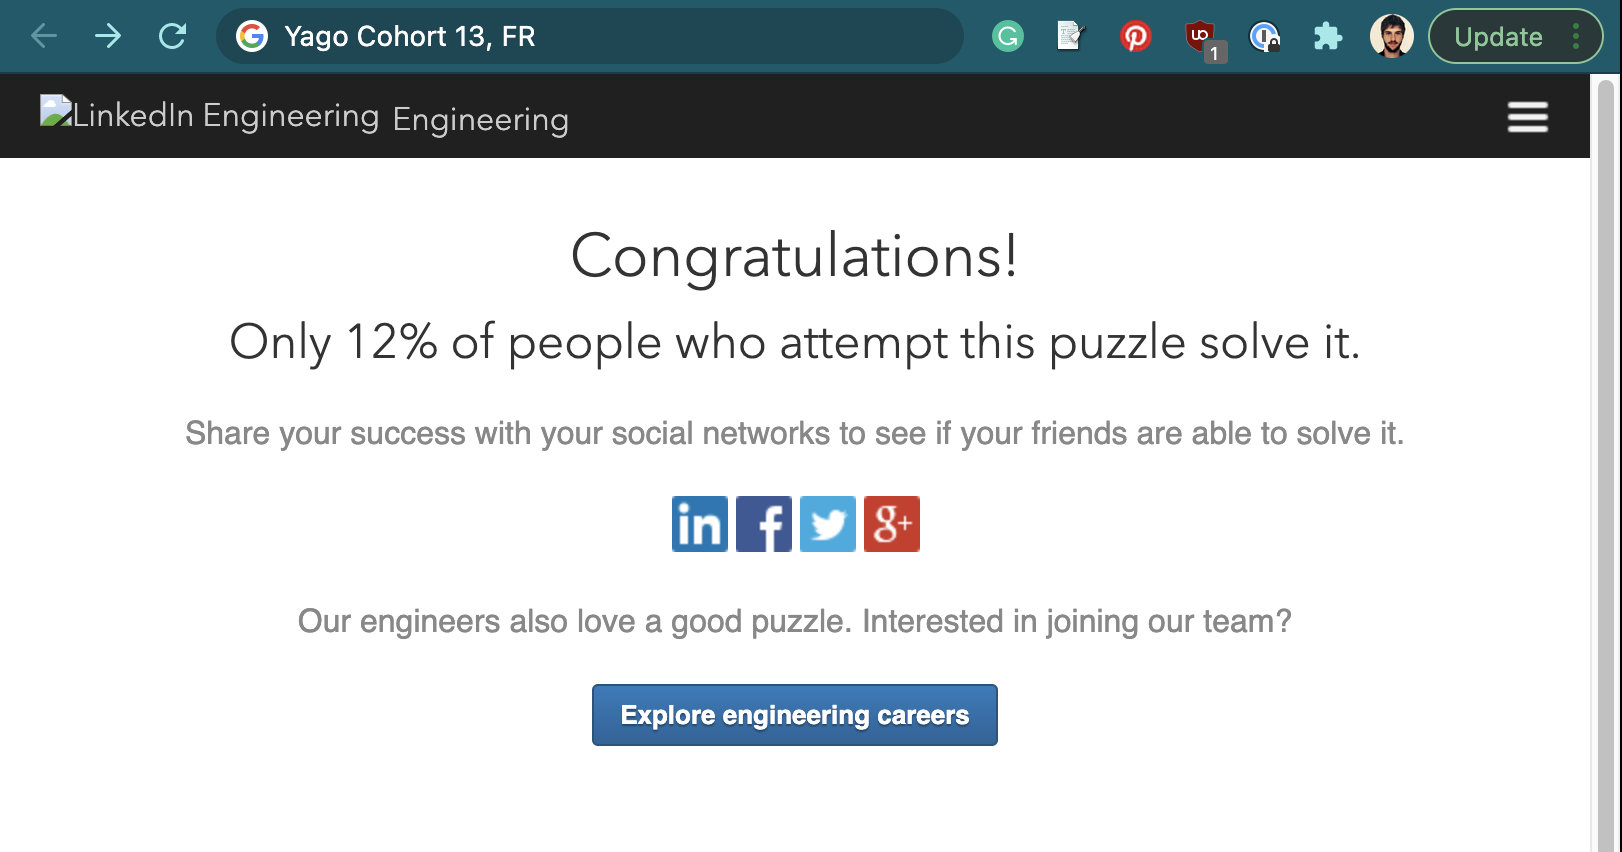 Yago Cohort 13, FR
1
Update
LinkedIn Engineering Engineering
Congratulations!
Only 12% of people who attempt this puzzle solve it.
Share your success with your social networks to see if your friends are able to solve it.
in f g+
Our engineers also love a good puzzle. Interested in joining our team?
Explore engineering careers